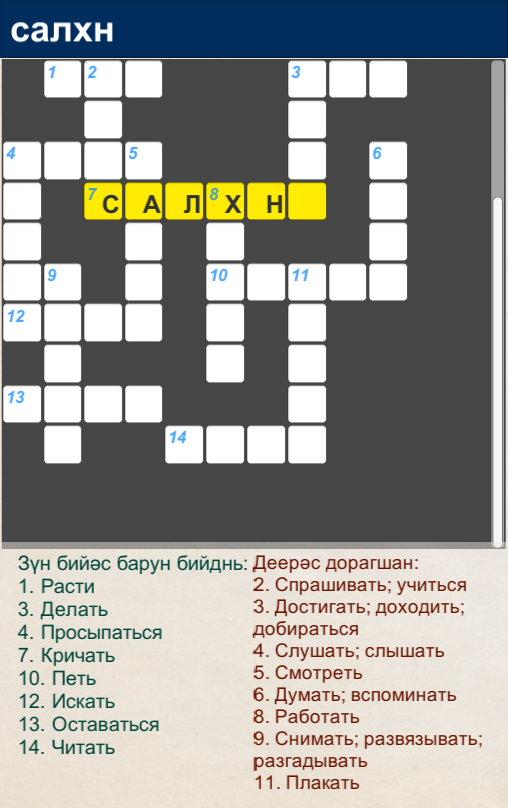 салхн
1 2 3
4 5 6
7 С А Л 8 Х Н
9 10 11
12
13
14
Зүн бийәс барун бийднь:
1. Расти
3. Делать
4. Просыпаться
7. Кричать
10. Петь
12. Искать
13. Оставаться
14. Читать
Деерәс дорагшан:
2. Спрашивать; учиться
3. Достигать; доходить;
добираться
4. Слушать; слышать
5. Смотреть
6. Думать; вспоминать
8. Работать
9. Снимать; развязывать;
разгадывать
11. Плакать